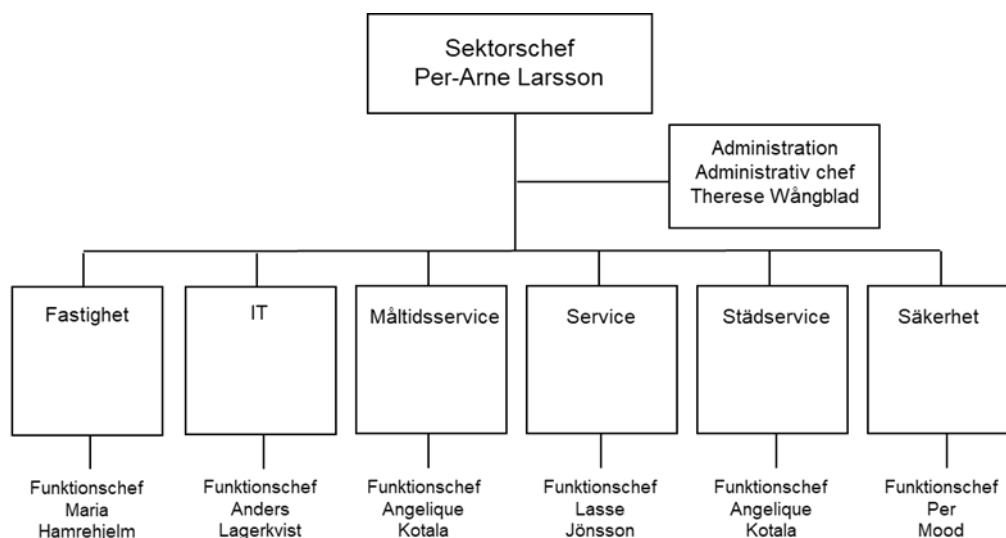 Sektorschef
Per-Arne Larsson
Administration
Administrativ chef
Therese Wångblad
Fastighet
IT
Måltidsservice
Service
Städservice
Säkerhet
Funktionschef
Maria
Hamrehielm
Funktionschef
Anders
Lagerkvist
Funktionschef
Angelique
Kotala
Funktionschef
Lasse
Jönsson
Funktionschef
Angelique
Kotala
Funktionschef
Per
Mood